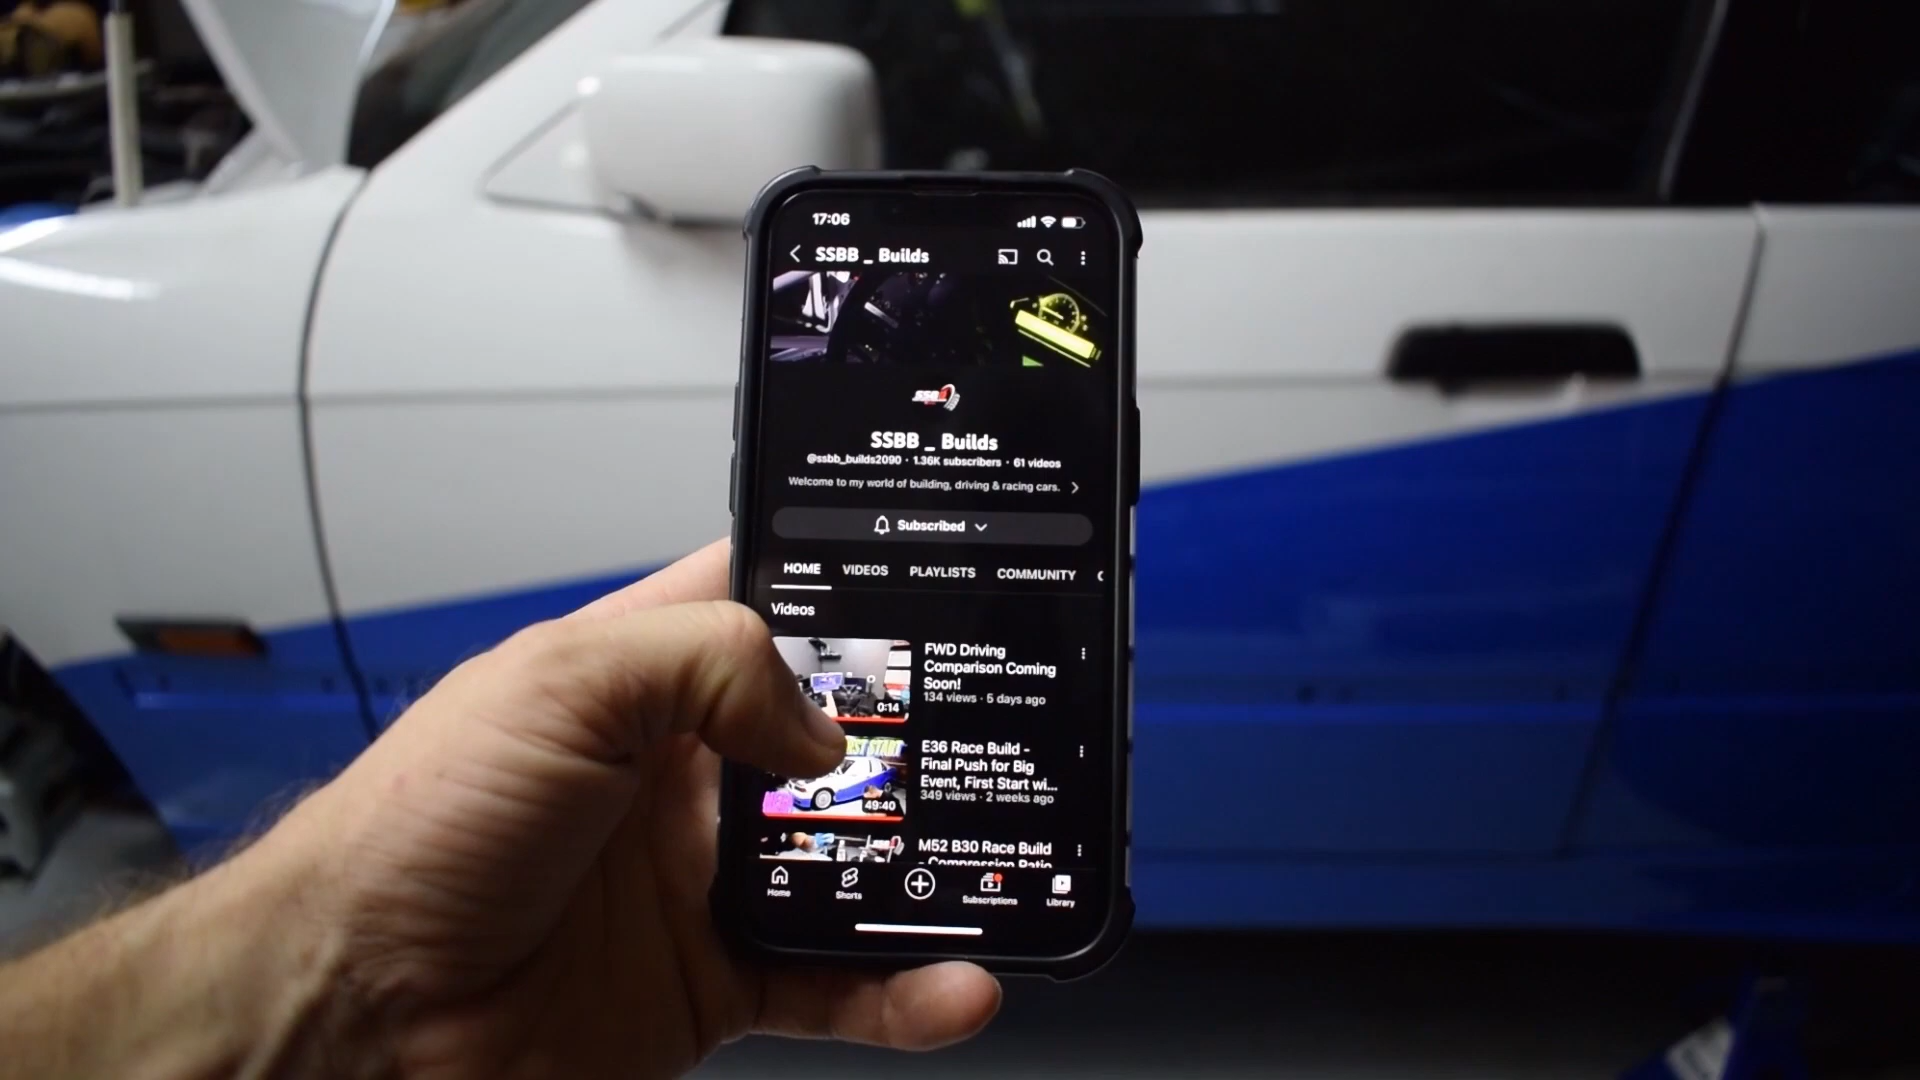 17:06
SSBB _ Builds
SSBB _ Builds
@ssbb_builds2090 · 1.36K subscribers · 61 videos
Welcome to my world of building, driving & racing cars.
Subscribed
HOME VIDEOS PLAYLISTS COMMUNITY
Videos
FWD Driving
Comparison Coming
Soon!
134 views · 5 days ago
0:14
E36 Race Build -
Final Push for Big
Event, First Start wi...
349 views · 2 weeks ago
START
49:40
M52 B30 Race Build
- Compression Ratio
Home Shorts Subscriptions Library